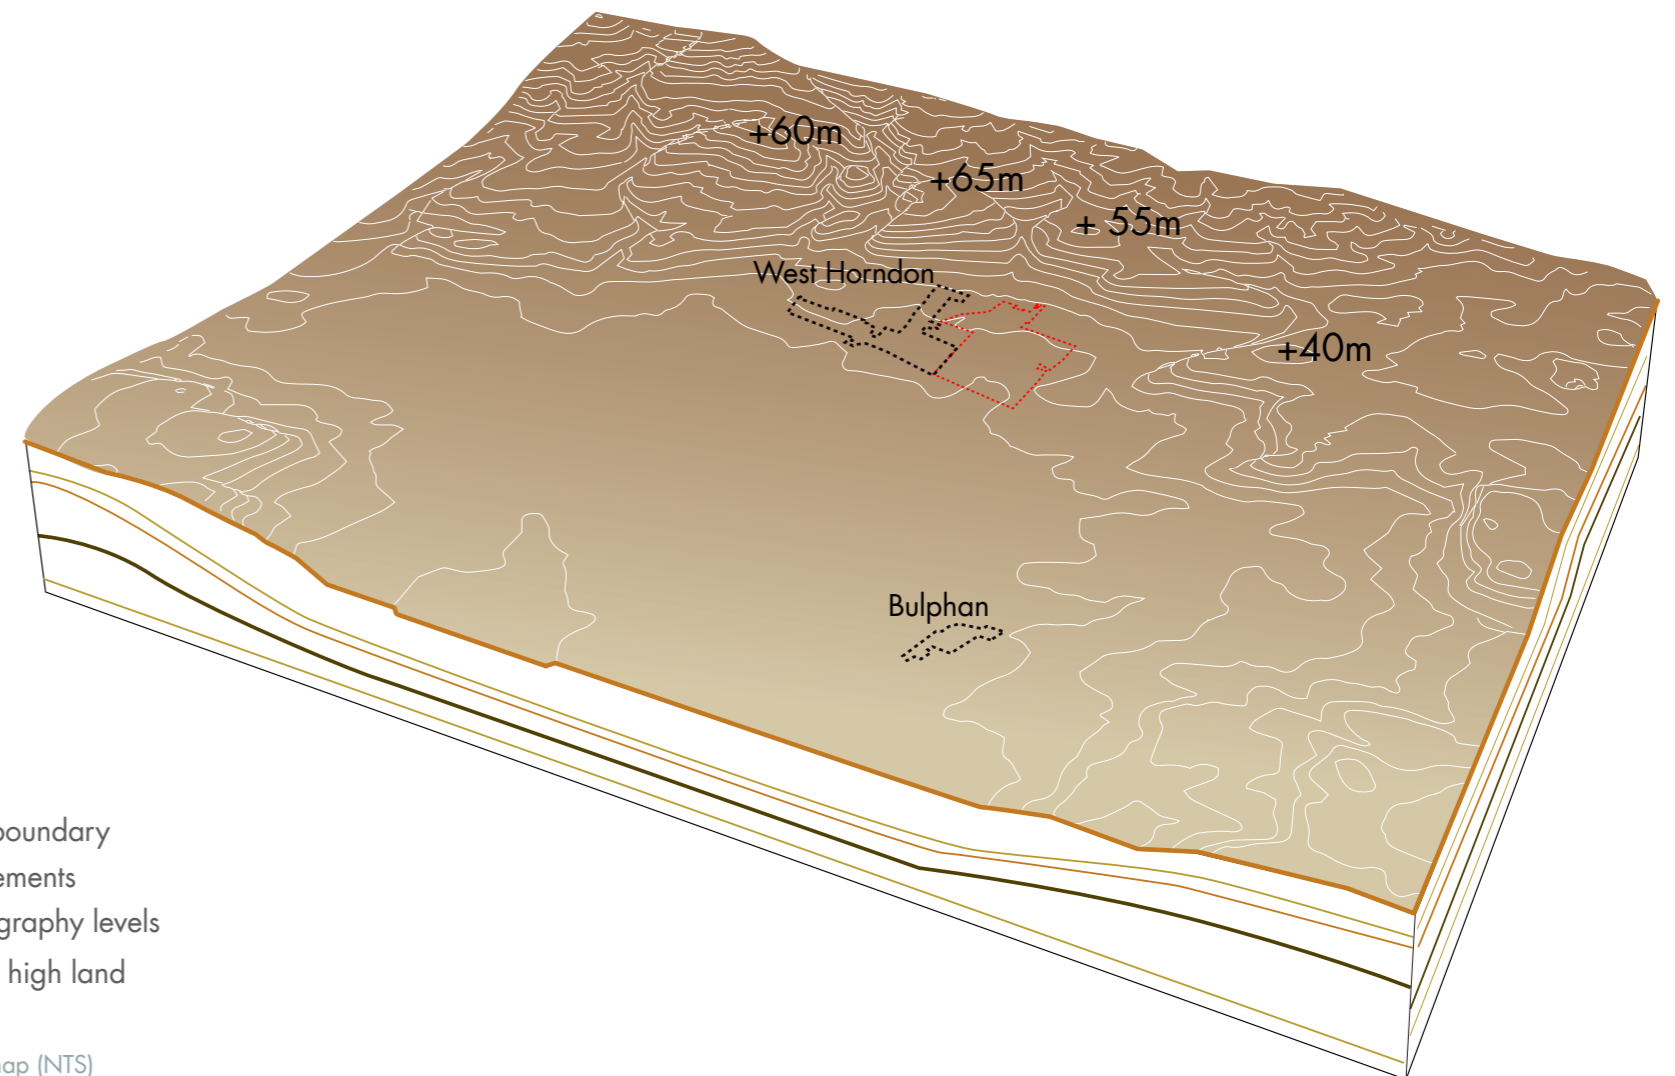 +60m
+65m
+ 55m
West Horndon
+40m
Bulphan
boundary
ements
graphy levels
high land
ap (NTS)